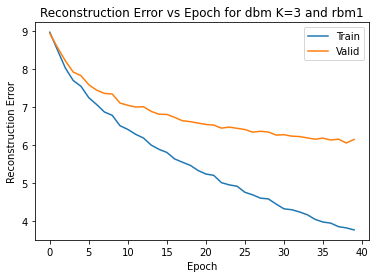 Reconstruction Error vs Epoch for dbm K=3 and rbm1
Train
Valid
Reconstruction Error
9
8
7
6
5
4
0 5 10 15 20 25 30 35 40
Epoch